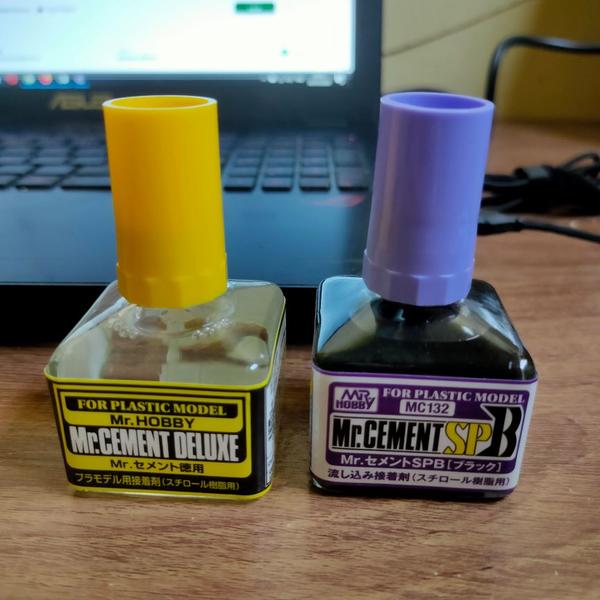 ASUS
FOR PLASTIC MODEL
Mr.HOBBY
Mr.CEMENT DELUXE
Mr.セメント徳用
プラモデル用接着剤(スチロール樹脂用)
MR HOBBY
FOR PLASTIC MODEL
MC132
Mr.CEMENT SPB
Mr.セメントSPB[ブラック]
流し込み接着剤(スチロール樹脂用)